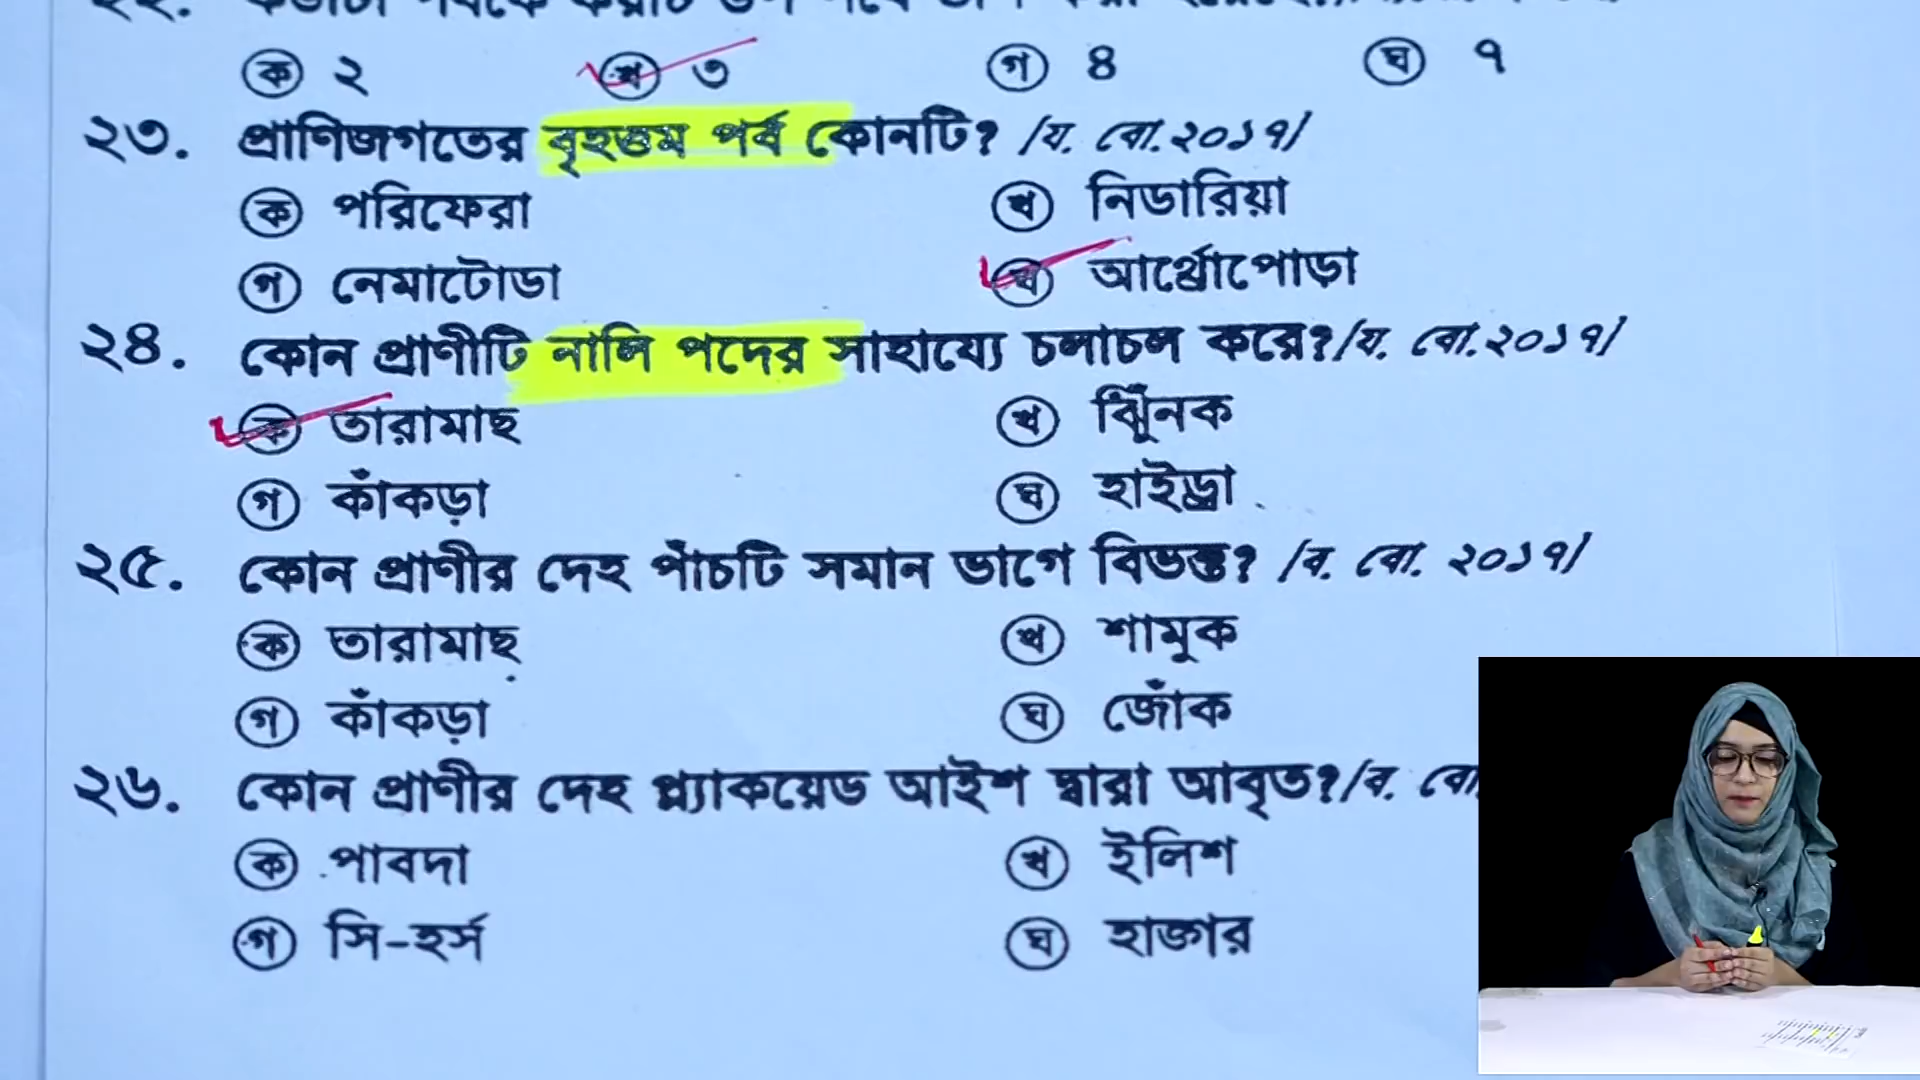 ক ২ খ ৩ গ ৪ ঘ ৭
২৩. প্রাণিজগতের বৃহত্তম পর্ব কোনটি? /য. বো.২০১৭/
ক পরিফেরা খ নিডারিয়া
গ নেমাটোডা ঘ আর্থ্রোপোড়া
২৪. কোন প্রাণীটি নালি পদের সাহায্যে চলাচল করে?/য. বো.২০১৭/
ক তারামাছ খ ঝিঁনুক
গ কাঁকড়া ঘ হাইড্রা
২৫. কোন প্রাণীর দেহ পাঁচটি সমান ভাগে বিভক্ত? /ব. বো. ২০১৭/
ক তারামাছ খ শামুক
গ কাঁকড়া ঘ জোঁক
২৬. কোন প্রাণীর দেহ প্ল্যাকয়েড আইশ দ্বারা আবৃত?/ব. বো.
ক পাবদা খ ইলিশ
গ সি-হর্স ঘ হাঙ্গর